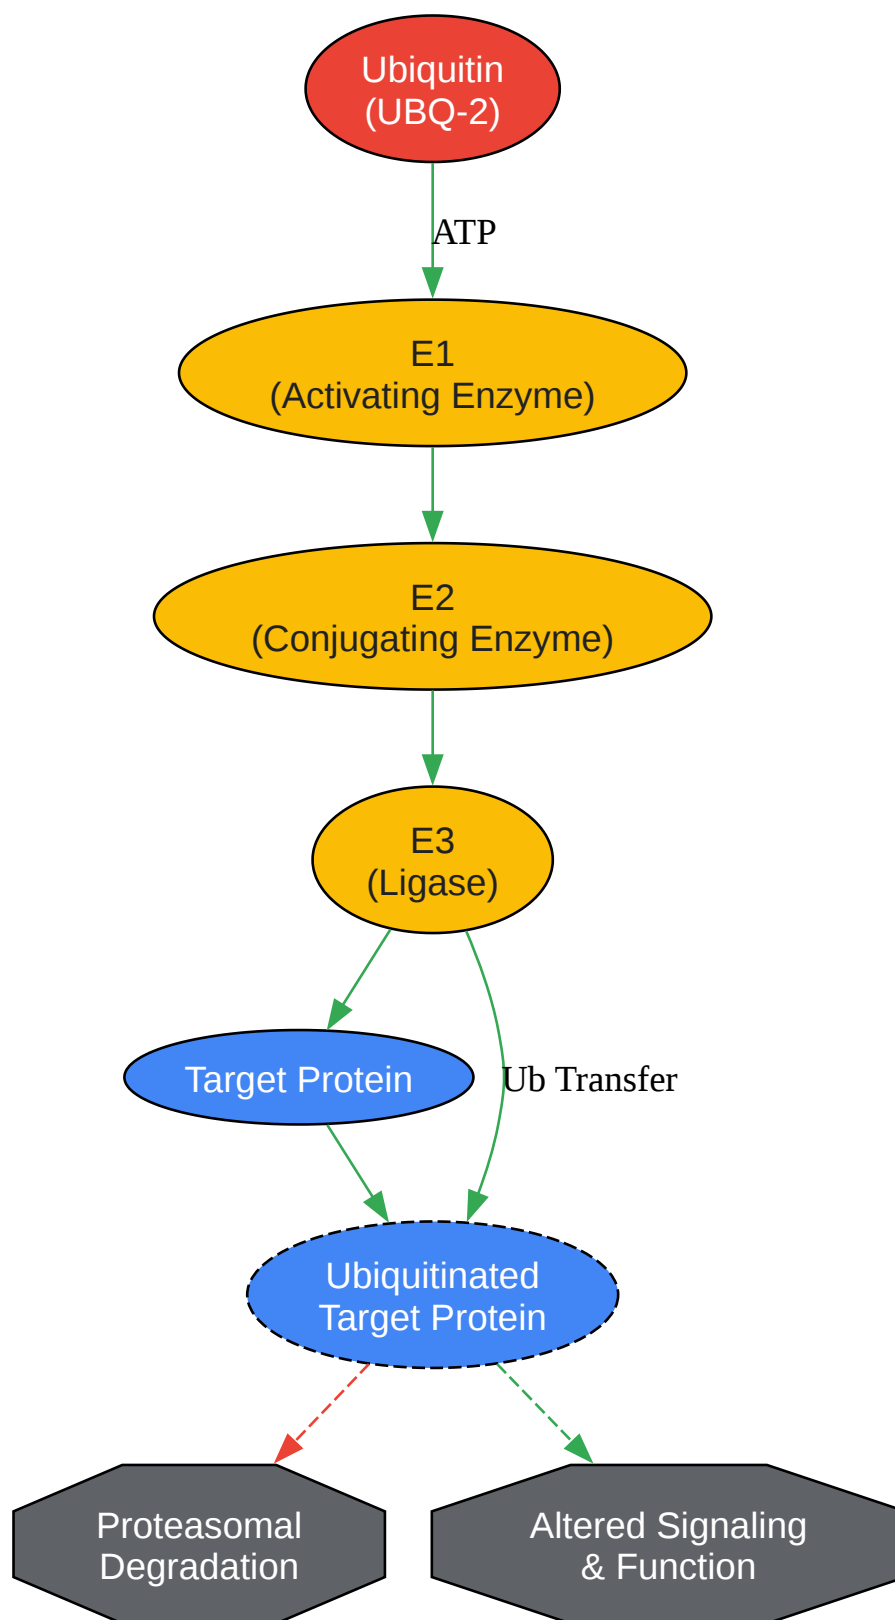 Ubiquitin
(UBQ-2)
ATP
E1
(Activating Enzyme)
E2
(Conjugating Enzyme)
E3
(Ligase)
Target Protein
Ub Transfer
Ubiquitinated
Target Protein
Proteasomal
Degradation
Altered Signaling
& Function